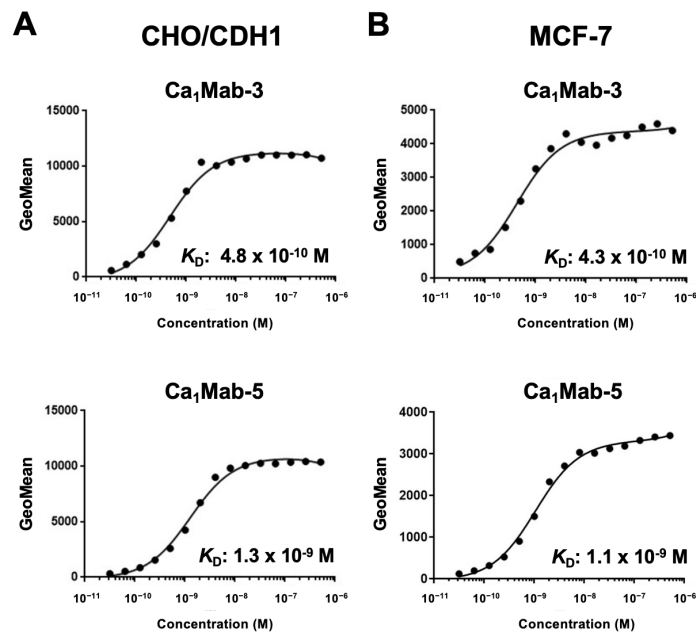 A
CHO/CDH1
B
MCF-7
Ca₁Mab-3
15000
10000
5000
0
GeoMean
K_D: 4.8 x 10⁻¹⁰ M
10⁻¹¹ 10⁻¹⁰ 10⁻⁹ 10⁻⁸ 10⁻⁷ 10⁻⁶
Concentration (M)
Ca₁Mab-3
5000
4000
3000
2000
1000
0
GeoMean
K_D: 4.3 x 10⁻¹⁰ M
10⁻¹¹ 10⁻¹⁰ 10⁻⁹ 10⁻⁸ 10⁻⁷ 10⁻⁶
Concentration (M)
Ca₁Mab-5
15000
10000
5000
0
GeoMean
K_D: 1.3 x 10⁻⁹ M
10⁻¹¹ 10⁻¹⁰ 10⁻⁹ 10⁻⁸ 10⁻⁷ 10⁻⁶
Concentration (M)
Ca₁Mab-5
4000
3000
2000
1000
0
GeoMean
K_D: 1.1 x 10⁻⁹ M
10⁻¹¹ 10⁻¹⁰ 10⁻⁹ 10⁻⁸ 10⁻⁷ 10⁻⁶
Concentration (M)